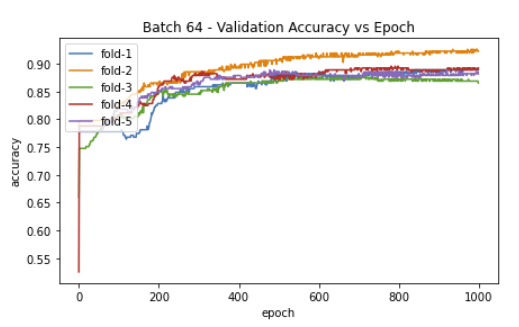 Batch 64 - Validation Accuracy vs Epoch
fold-1
fold-2
fold-3
fold-4
fold-5
0.90
0.85
0.80
0.75
0.70
0.65
0.60
0.55
accuracy
0 200 400 600 800 1000
epoch